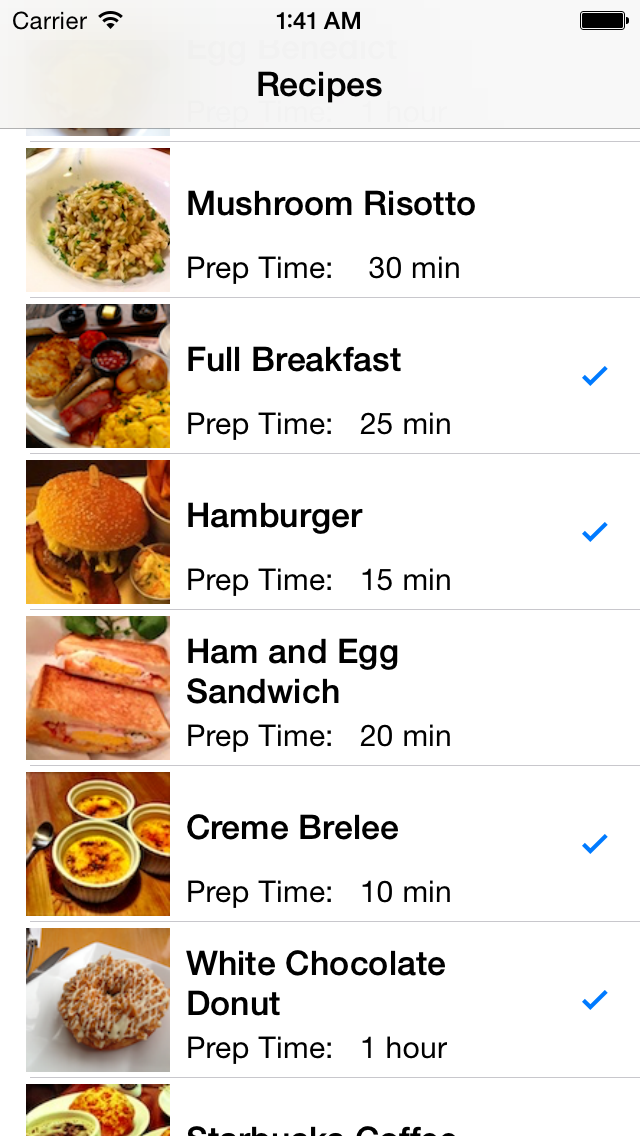 Carrier 1:41 AM
Egg Benedict
Recipes
Prep Time: 1 hour
Mushroom Risotto
Prep Time: 30 min
Full Breakfast
Prep Time: 25 min
Hamburger
Prep Time: 15 min
Ham and Egg
Sandwich
Prep Time: 20 min
Creme Brelee
Prep Time: 10 min
White Chocolate
Donut
Prep Time: 1 hour
Starbucks Coffee